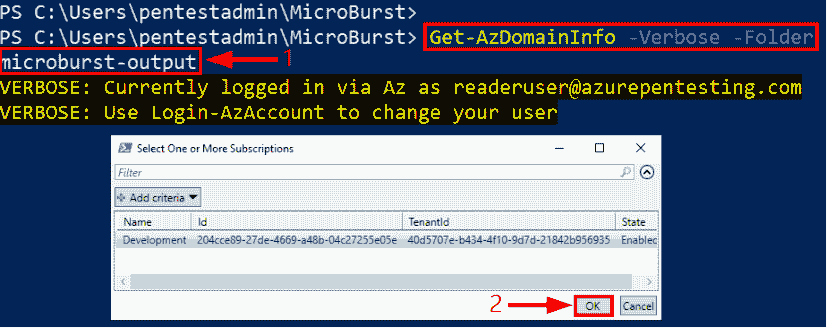 PS C:\Users\pentestadmin\MicroBurst>
PS C:\Users\pentestadmin\MicroBurst> Get-AzDomainInfo -Verbose -Folder
microburst-output 1
VERBOSE: Currently logged in via Az as readeruser@azurepentesting.com
VERBOSE: Use Login-AzAccount to change your user
Select One or More Subscriptions
Filter
Add criteria
Name Id TenantId State
Development 204cce89-27de-4669-a48b-04c27255e05e 40d5707e-b434-4f10-9d7d-21842b956935 Enabled
2 OK Cancel